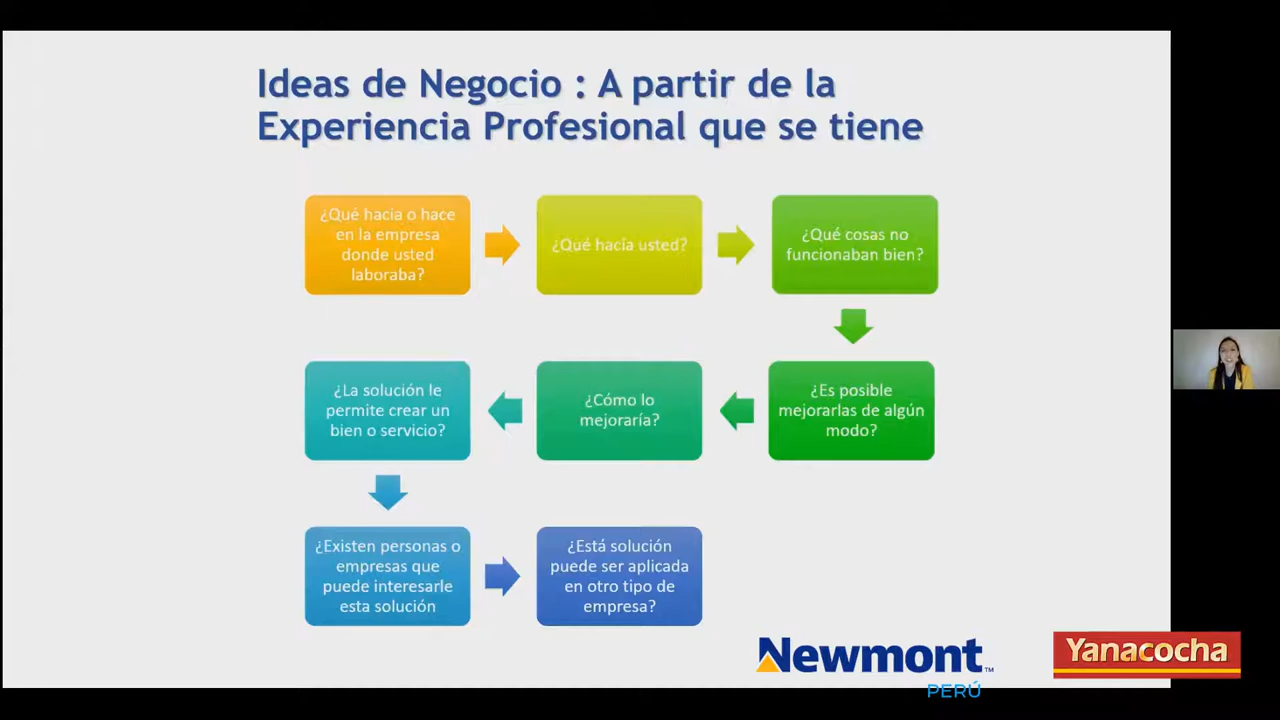 Ideas de Negocio : A partir de la
Experiencia Profesional que se tiene
¿Qué hacia o hace
en la empresa
donde usted
laboraba?
¿Qué hacía usted?
¿Qué cosas no
funcionaban bien?
¿Es posible
mejorarlas de algún
modo?
¿Cómo lo
mejoraría?
¿La solución le
permite crear un
bien o servicio?
¿Existen personas o
empresas que
puede interesarle
esta solución
¿Está solución
puede ser aplicada
en otro tipo de
empresa?
Newmont™
PERÚ
Yanacocha